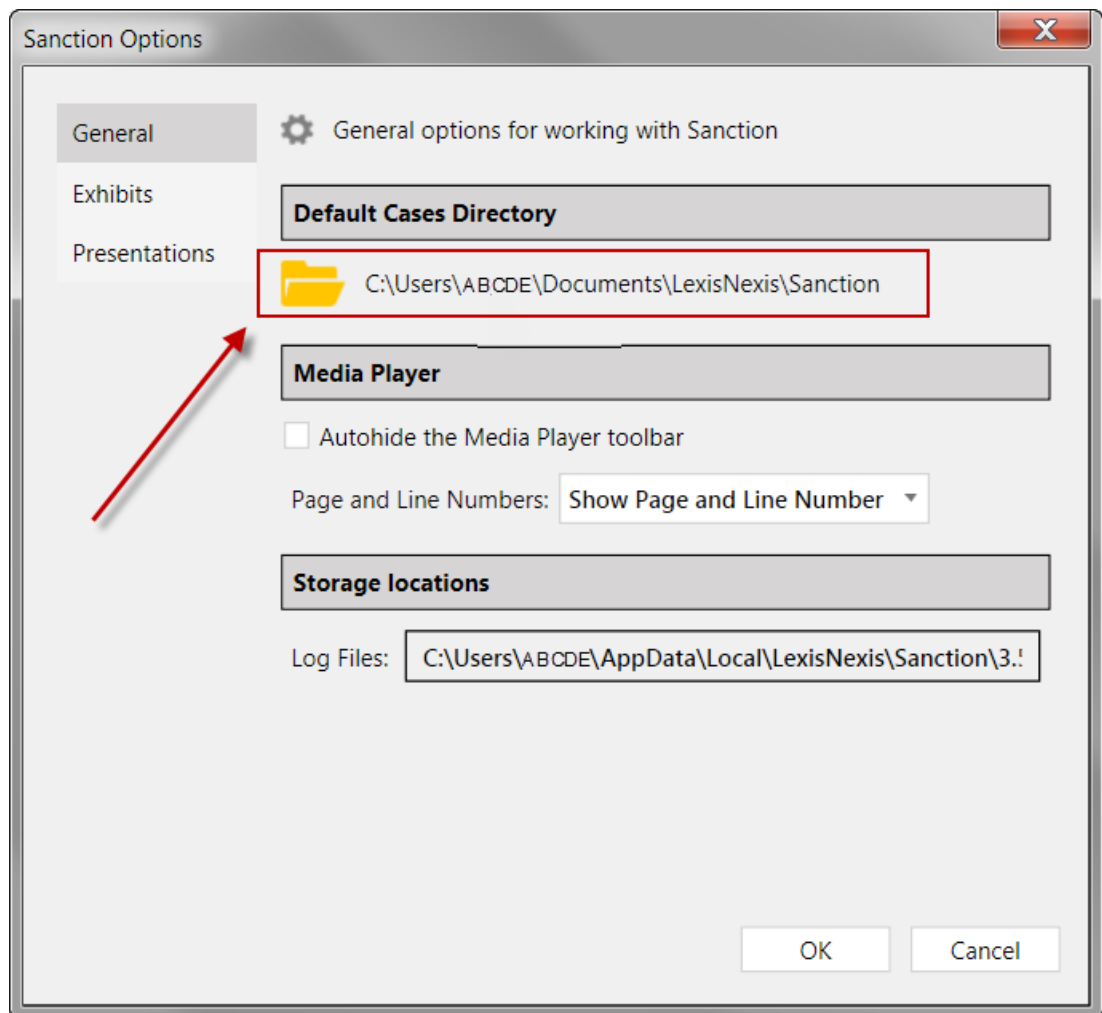 Sanction Options
General
Exhibits
Presentations
General options for working with Sanction
Default Cases Directory
C:\Users\ABCDE\Documents\LexisNexis\Sanction
Media Player
Autohide the Media Player toolbar
Page and Line Numbers: Show Page and Line Number
Storage locations
Log Files: C:\Users\ABCDE\AppData\Local\LexisNexis\Sanction\3.
OK Cancel